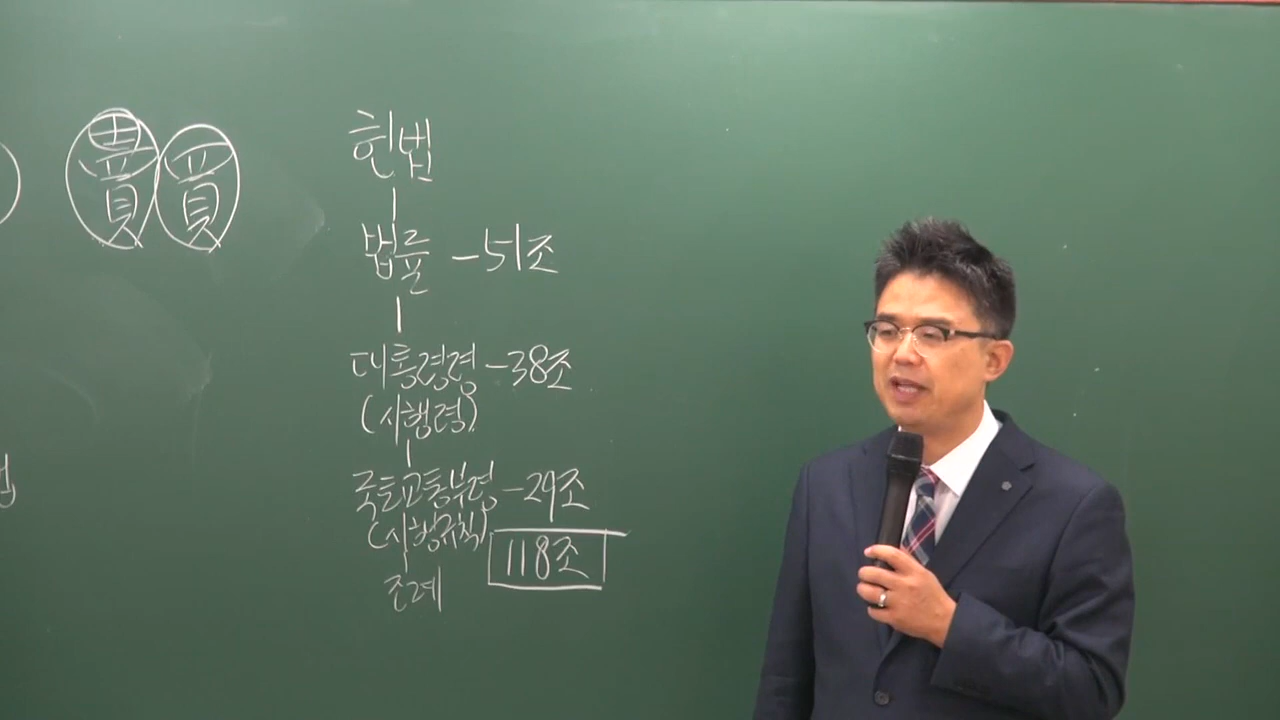 賣買
헌법
법률 -51조
대통령령 -38조
(시행령)
국토교통부령 -29조
(시행규칙)
118조
조례